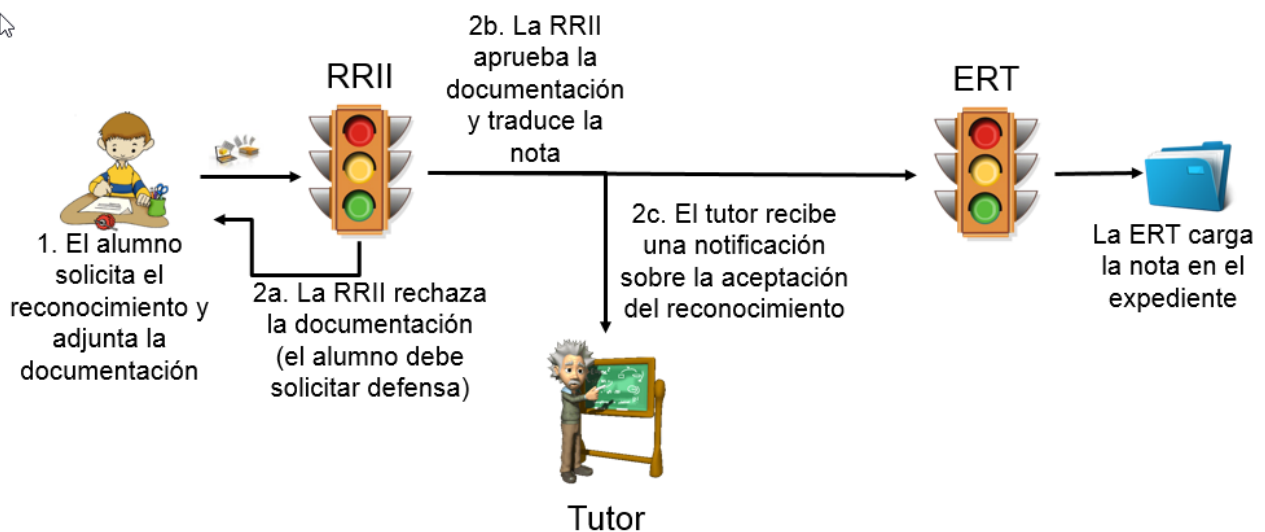 1. El alumno
solicita el
reconocimiento y
adjunta la
documentación
RRII
2a. La RRII rechaza
la documentación
(el alumno debe
solicitar defensa)
2b. La RRII
aprueba la
documentación
y traduce la
nota
2c. El tutor recibe
una notificación
sobre la aceptación
del reconocimiento
Tutor
ERT
La ERT carga
la nota en el
expediente